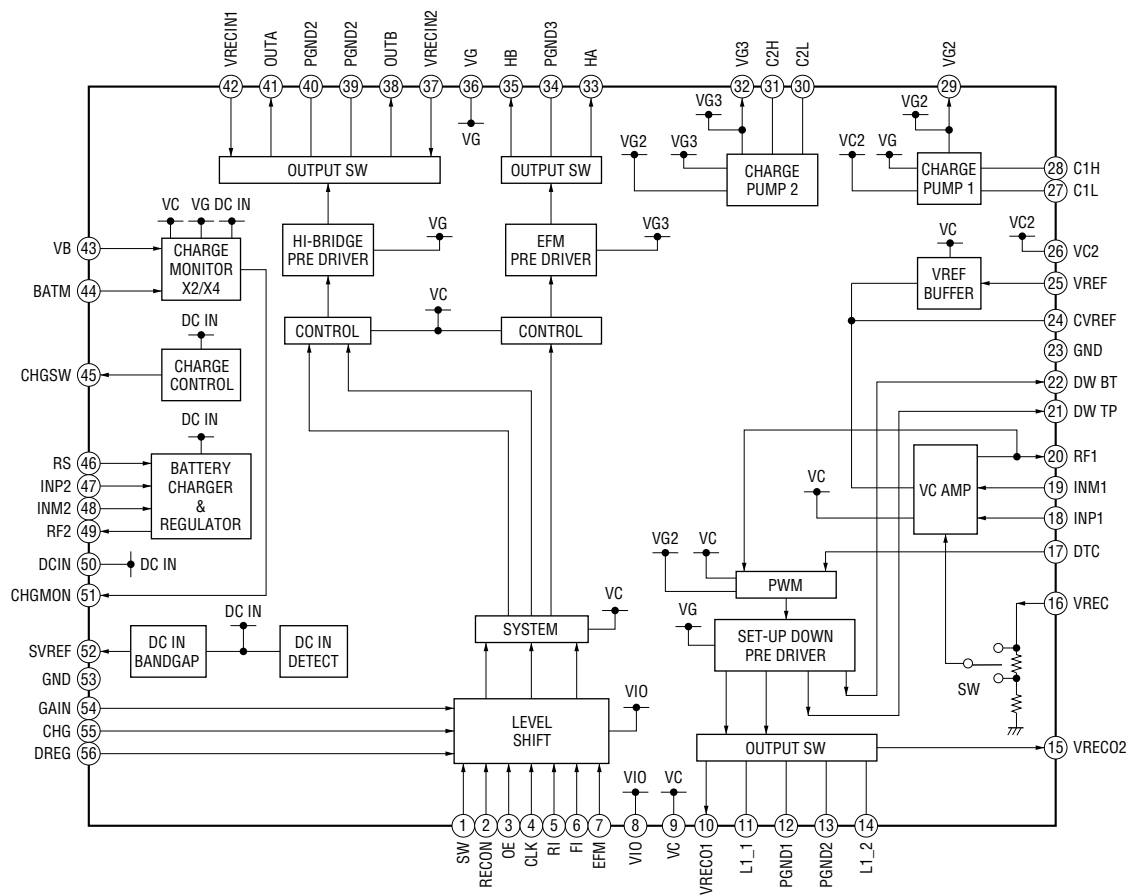 VRECIN1
OUTA
PGND2
PGND2
OUTB
VRECIN2
VG
HB
PGND3
HA
VG3
C2H
C2L
VG2
42
41
40
39
38
37
36
35
34
33
32
31
30
29
VG
VG3
VG2
VG2
VG3
VC2
VG
OUTPUT SW
OUTPUT SW
CHARGE
PUMP 2
CHARGE
PUMP 1
28 C1H
27 C1L
VC
VG
DC IN
VB 43
CHARGE
MONITOR
X2/X4
BATM 44
HI-BRIDGE
PRE DRIVER
VG
EFM
PRE DRIVER
VG3
VC
VC2
26 VC2
VREF
BUFFER
25 VREF
DC IN
VC
CONTROL
CONTROL
24 CVREF
23 GND
CHGSW 45
CHARGE
CONTROL
22 DW BT
21 DW TP
DC IN
RS 46
INP2 47
INM2 48
RF2 49
BATTERY
CHARGER
&
REGULATOR
VC AMP
20 RF1
19 INM1
18 INP1
VC
DCIN 50
DC IN
VG2
VC
17 DTC
PWM
CHGMON 51
DC IN
VC
16 VREC
SYSTEM
VG
SET-UP DOWN
PRE DRIVER
SVREF 52
DC IN
BANDGAP
DC IN
DETECT
SW
GND 53
GAIN 54
CHG 55
DREG 56
LEVEL
SHIFT
VIO
OUTPUT SW
15 VRECO2
VIO
VC
1
2
3
4
5
6
7
8
9
10
11
12
13
14
SW
RECON
OE
CLK
RI
FI
EFM
VIO
VC
VRECO1
L1_1
PGND1
PGND2
L1_2